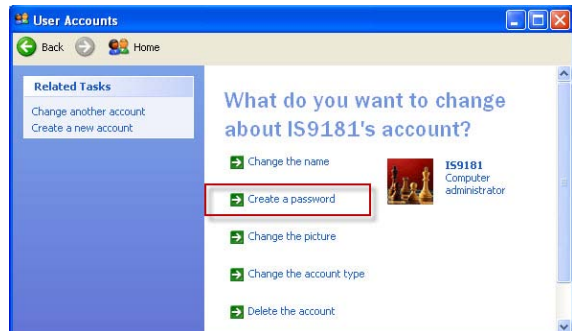 User Accounts
Back Home
Related Tasks
Change another account
Create a new account
What do you want to change
about IS9181's account?
Change the name
IS9181
Computer
administrator
Create a password
Change the picture
Change the account type
Delete the account